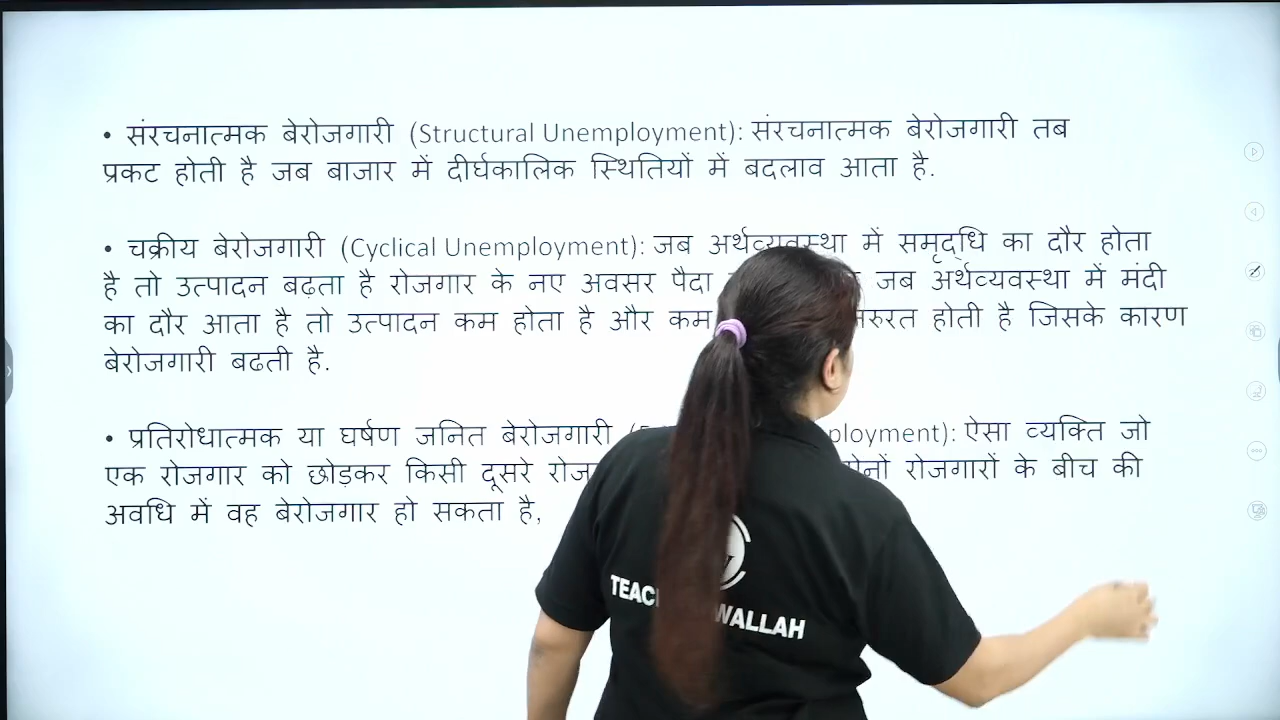 • संरचनात्मक बेरोजगारी (Structural Unemployment): संरचनात्मक बेरोजगारी तब
प्रकट होती है जब बाजार में दीर्घकालिक स्थितियों में बदलाव आता है.
• चक्रीय बेरोजगारी (Cyclical Unemployment): जब अर्थव्यवस्था में समृद्धि का दौर होता
है तो उत्पादन बढ़ता है रोजगार के नए अवसर पैदा जब अर्थव्यवस्था में मंदी
का दौर आता है तो उत्पादन कम होता है और कम होती है जिसके कारण
बेरोजगारी बढती है.
• प्रतिरोधात्मक या घर्षण जनित बेरोजगारी ployment): ऐसा व्यक्ति जो
एक रोजगार को छोड़कर किसी दूसरे रोजगारों के बीच की
अवधि में वह बेरोजगार हो सकता है,
TEAC WALLAH